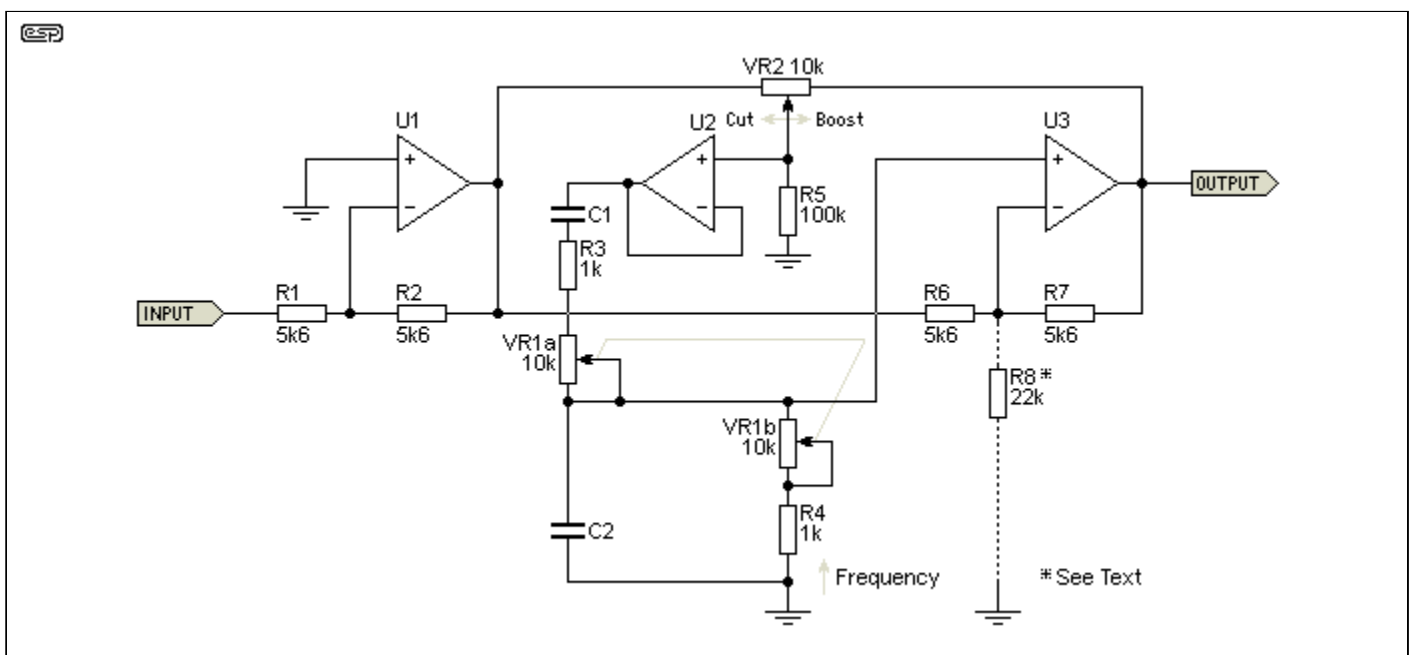 esp
VR2 10k
U1
U2
Cut
Boost
U3
+
+
+
−
−
−
OUTPUT
R5
100k
C1
R3
1k
INPUT
R1
5k6
R2
5k6
R6
5k6
R7
5k6
VR1a
10k
R8 *
22k
VR1b
10k
C2
R4
1k
Frequency
* See Text